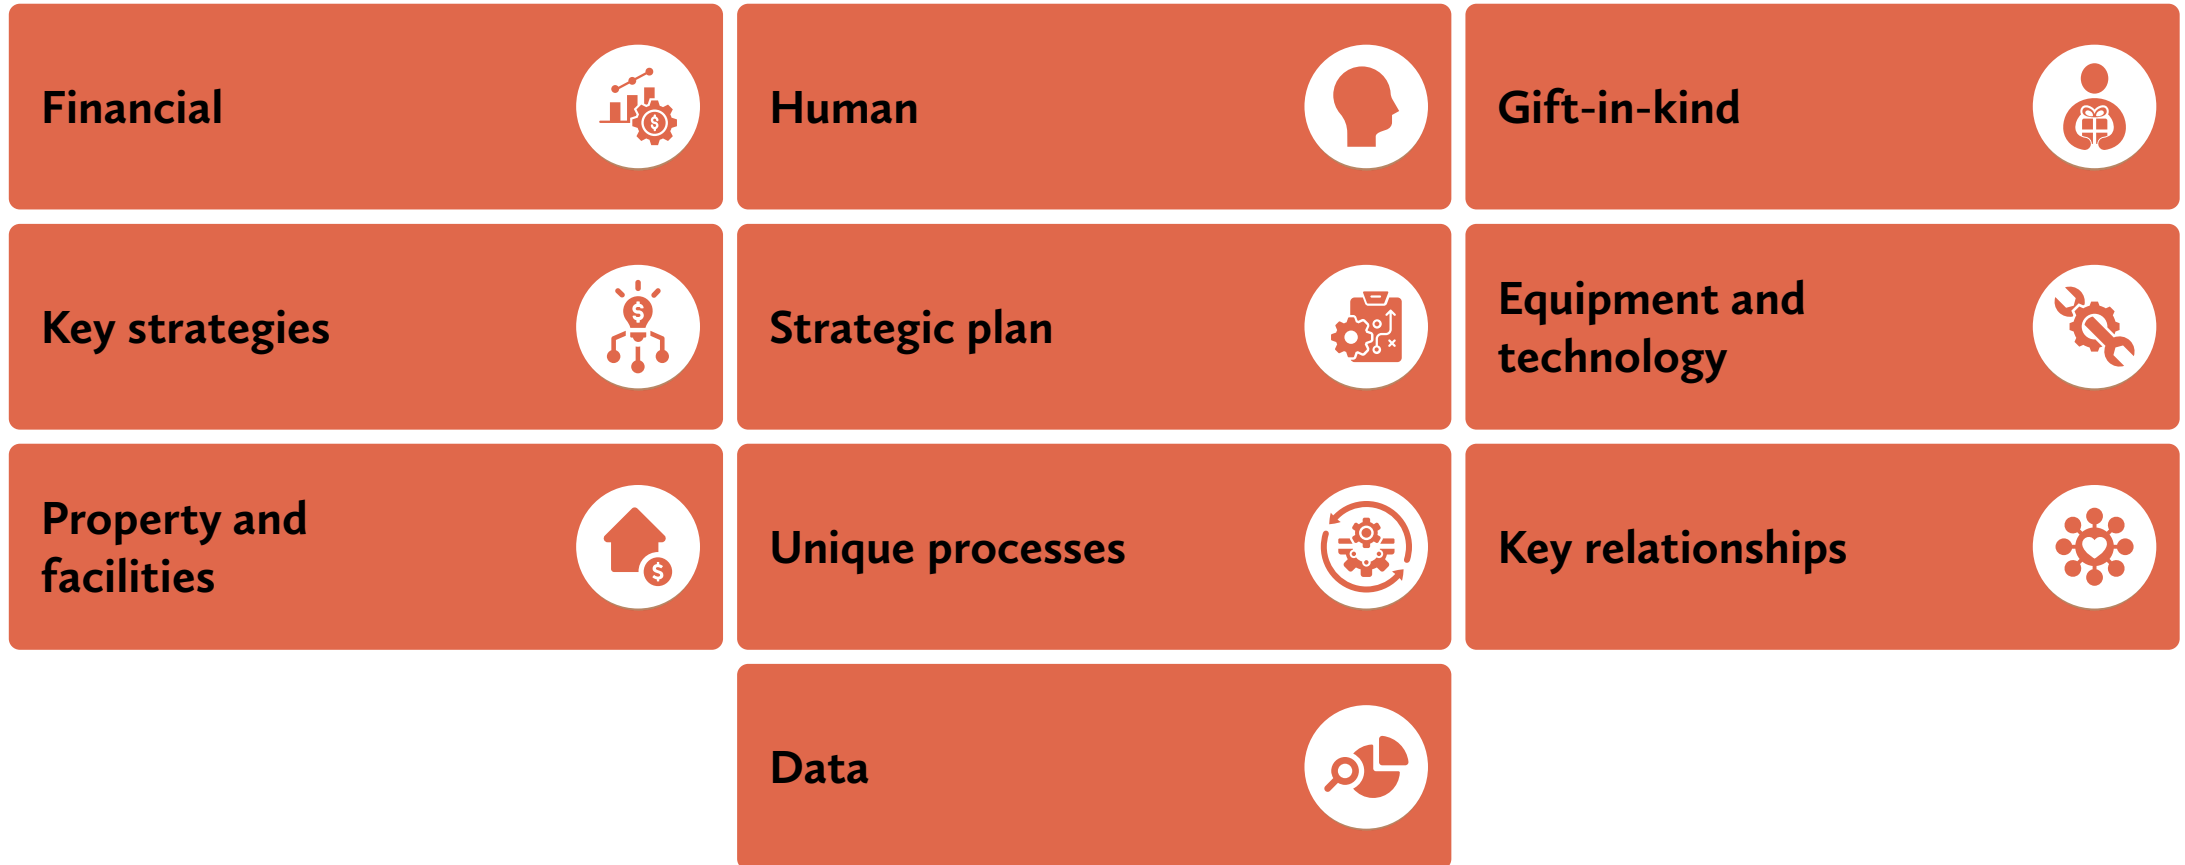 Financial
Human
Gift-in-kind
Key strategies
Strategic plan
Equipment and
technology
Property and
facilities
Unique processes
Key relationships
Data